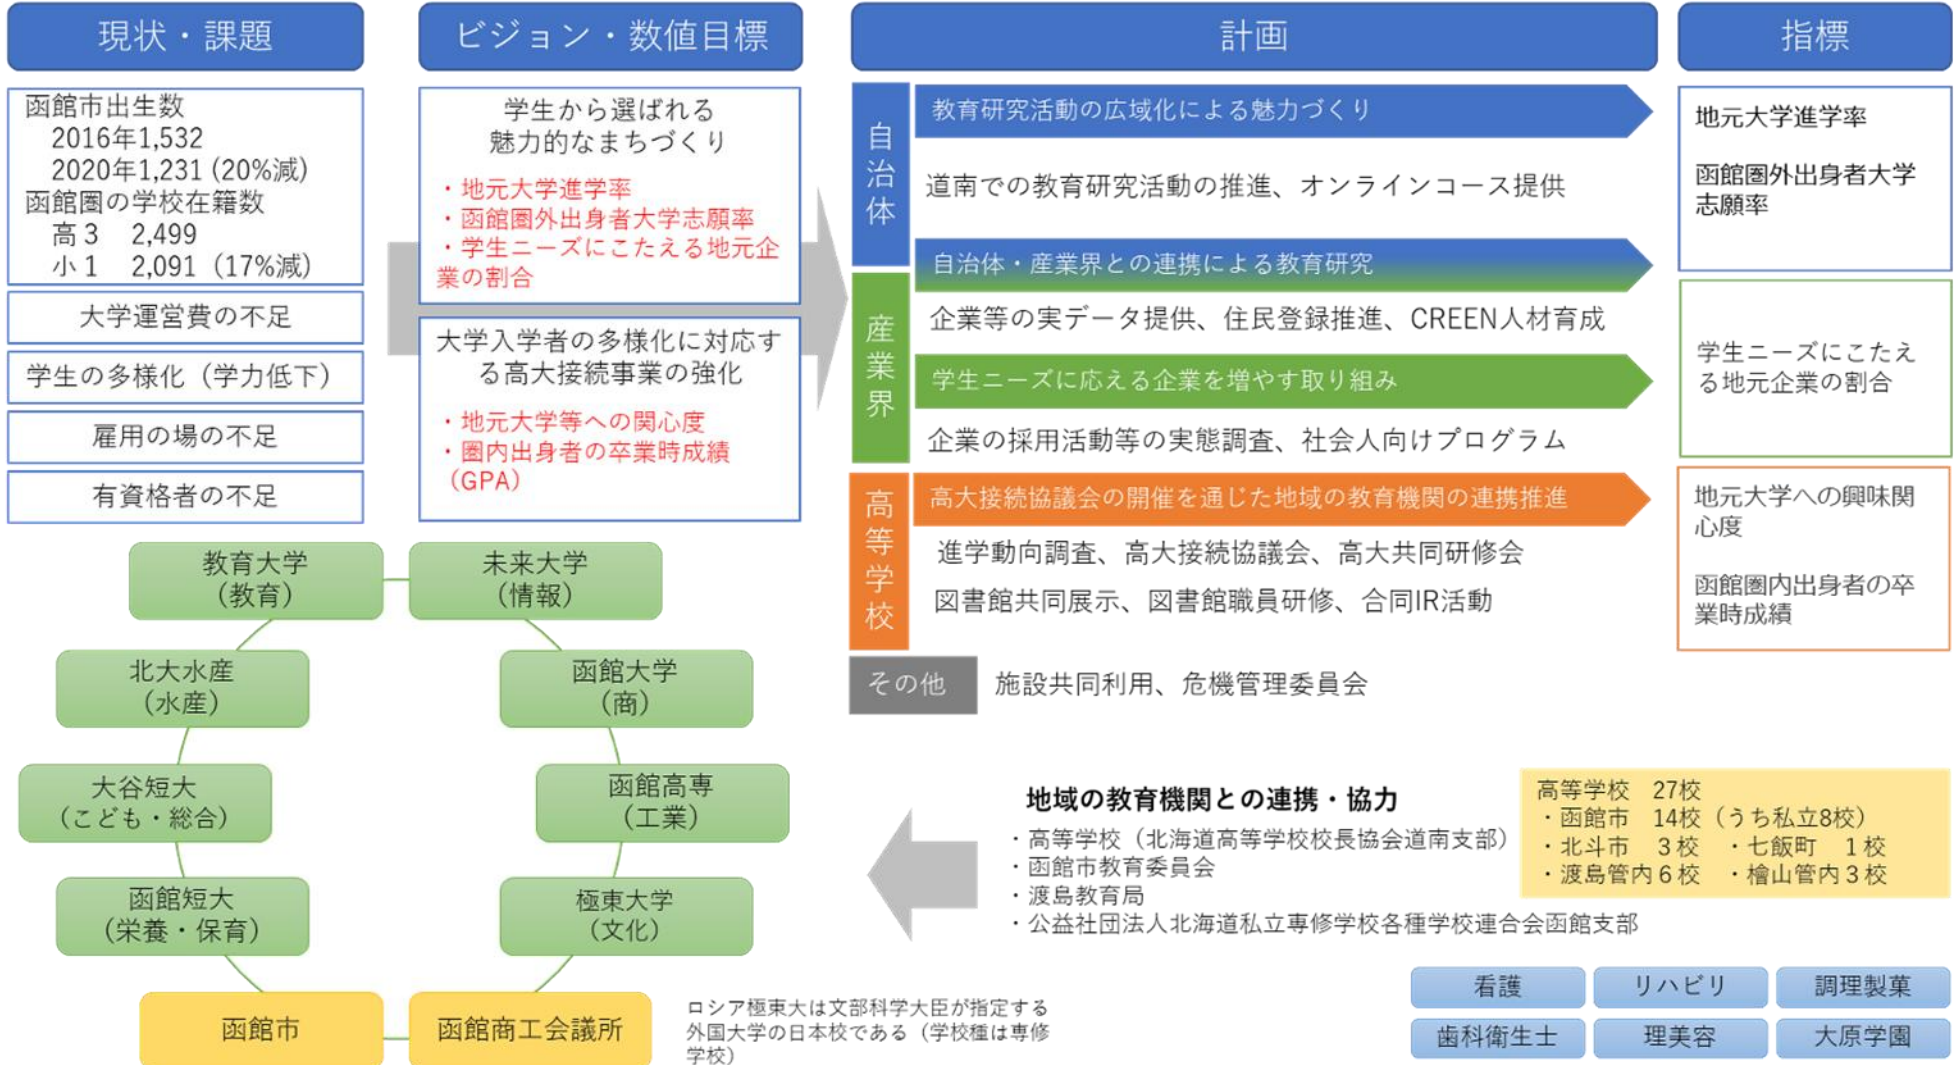 現状・課題
函館市出生数
2016年1,532
2020年1,231 (20%減)
函館圏の学校在籍数
高3 2,499
小1 2,091（17%減）
大学運営費の不足
学生の多様化（学力低下）
雇用の場の不足
有資格者の不足
ビジョン・数値目標
学生から選ばれる
魅力的なまちづくり
・地元大学進学率
・函館圏外出身者大学志願率
・学生ニーズにこたえる地元企
業の割合
大学入学者の多様化に対応す
る高大接続事業の強化
・地元大学等への関心度
・圏内出身者の卒業時成績
（GPA）
計画
自治体
教育研究活動の広域化による魅力づくり
道南での教育研究活動の推進、オンラインコース提供
自治体・産業界との連携による教育研究
産業界
企業等の実データ提供、住民登録推進、CREEN人材育成
学生ニーズに応える企業を増やす取り組み
企業の採用活動等の実態調査、社会人向けプログラム
高等学校
高大接続協議会の開催を通じた地域の教育機関の連携推進
進学動向調査、高大接続協議会、高大共同研修会
図書館共同展示、図書館職員研修、合同IR活動
その他
施設共同利用、危機管理委員会
指標
地元大学進学率
函館圏外出身者大学
志願率
学生ニーズにこたえ
る地元企業の割合
地元大学への興味関
心度
函館圏内出身者の卒
業時成績
教育大学
（教育）
未来大学
（情報）
北大水産
（水産）
函館大学
（商）
大谷短大
（こども・総合）
函館高専
（工業）
函館短大
（栄養・保育）
極東大学
（文化）
函館市
函館商工会議所
ロシア極東大は文部科学大臣が指定する
外国大学の日本校である（学校種は専修
学校）
地域の教育機関との連携・協力
・高等学校（北海道高等学校校長協会道南支部）
・函館市教育委員会
・渡島教育局
・公益社団法人北海道私立専修学校各種学校連合会函館支部
高等学校 27校
・函館市 14校（うち私立8校）
・北斗市 3校 ・七飯町 1校
・渡島管内6校 ・檜山管内3校
看護
リハビリ
調理製菓
歯科衛生士
理美容
大原学園